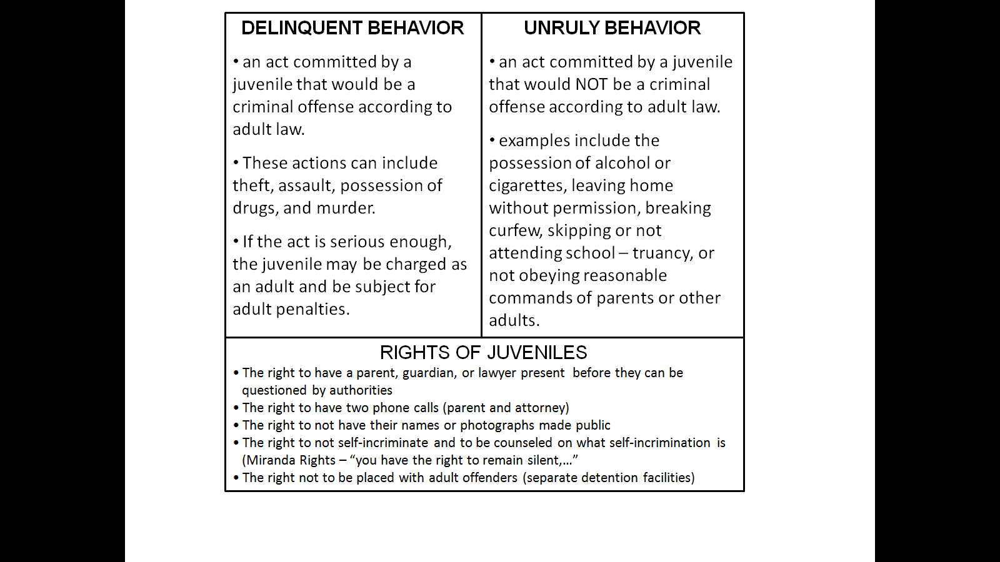 DELINQUENT BEHAVIOR
• an act committed by a
juvenile that would be a
criminal offense according to
adult law.
• These actions can include
theft, assault, possession of
drugs, and murder.
• If the act is serious enough,
the juvenile may be charged as
an adult and be subject for
adult penalties.
UNRULY BEHAVIOR
• an act committed by a juvenile
that would NOT be a criminal
offense according to adult law.
• examples include the
possession of alcohol or
cigarettes, leaving home
without permission, breaking
curfew, skipping or not
attending school – truancy, or
not obeying reasonable
commands of parents or other
adults.
RIGHTS OF JUVENILES
• The right to have a parent, guardian, or lawyer present before they can be
questioned by authorities
• The right to have two phone calls (parent and attorney)
• The right to not have their names or photographs made public
• The right to not self-incriminate and to be counseled on what self-incrimination is
(Miranda Rights – “you have the right to remain silent,…”
• The right not to be placed with adult offenders (separate detention facilities)